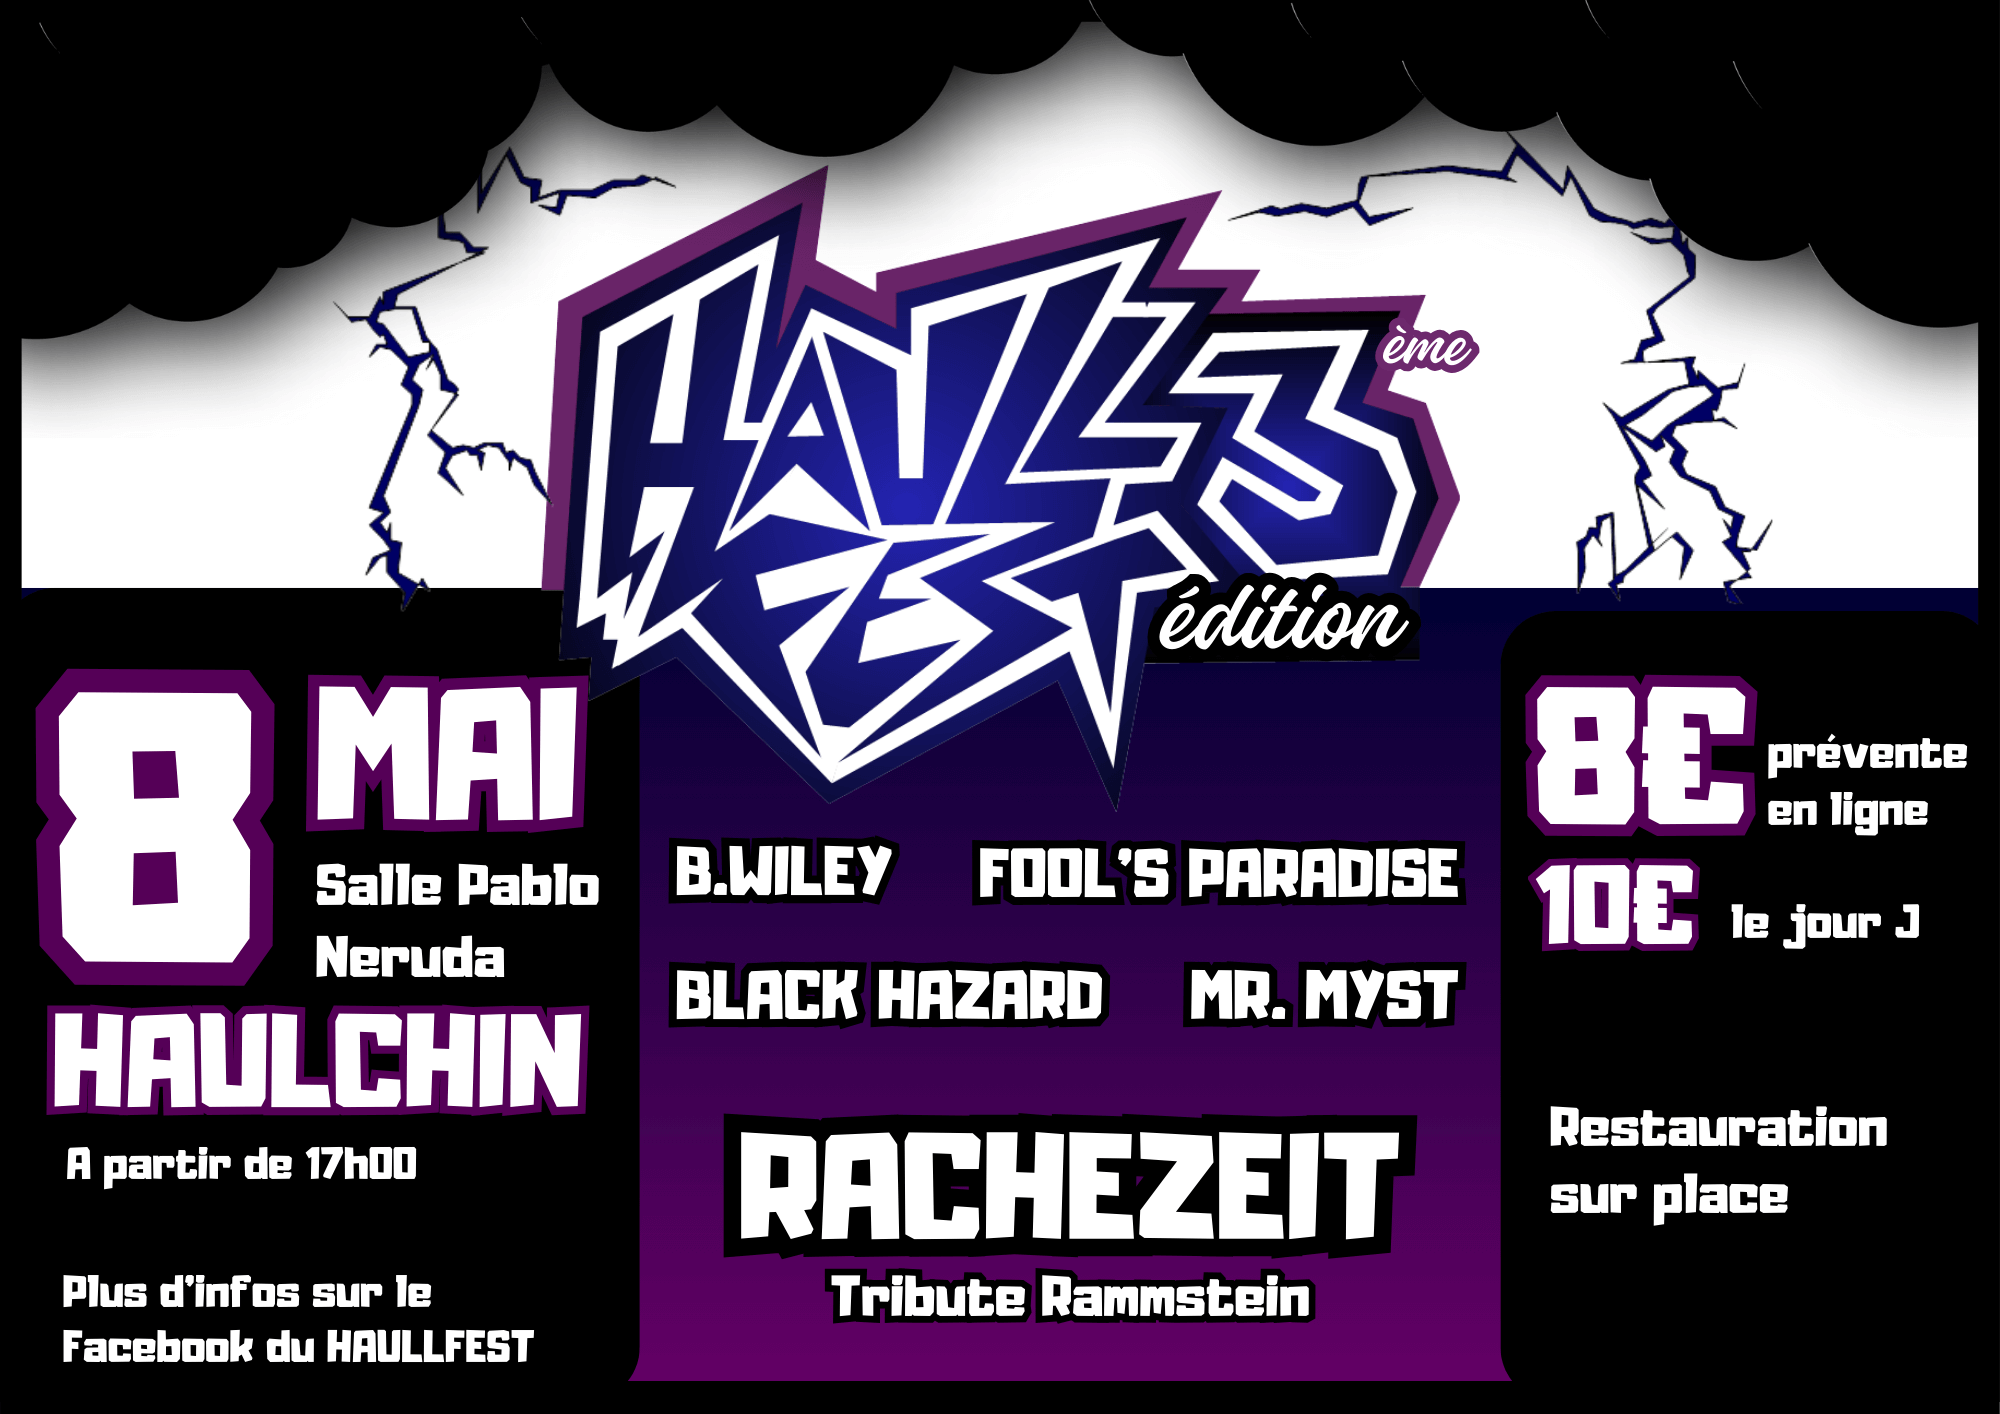 HAULL 3ème
FEST
édition
8 MAI
Salle Pablo
Neruda
HAULCHIN
A partir de 17h00
Plus d'infos sur le
Facebook du HAULLFEST
B.WILEY FOOL'S PARADISE
BLACK HAZARD MR. MYST
RACHEZEIT
Tribute Rammstein
8€ prévente
en ligne
10€ le jour J
Restauration
sur place